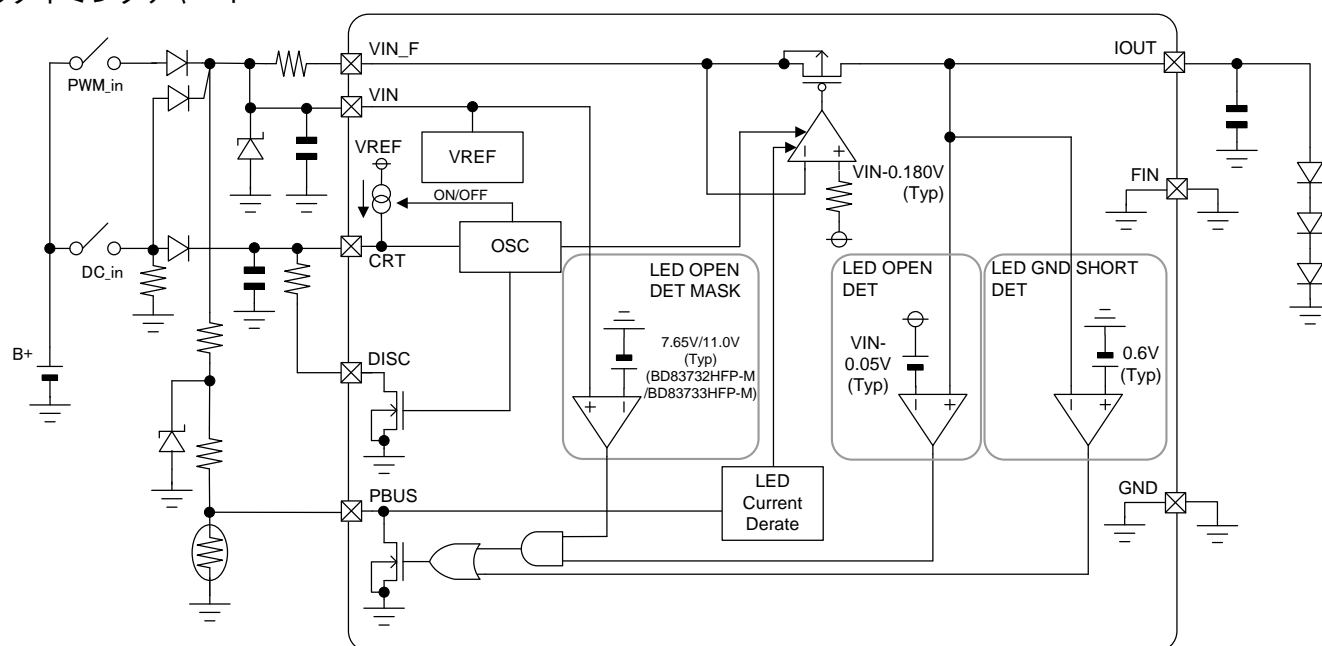 VIN_F
IOUT
PWM_in
VIN
VREF
VREF
ON/OFF
VIN-0.180V
(Typ)
FIN
OSC
CRT
DC_in
LED OPEN
DET MASK
LED OPEN
DET
LED GND SHORT
DET
7.65V/11.0V
(Typ)
(BD83732HFP-M
/BD83733HFP-M)
VIN-
0.05V
(Typ)
0.6V
(Typ)
B+
DISC
+
−
−
+
−
+
−
+
PBUS
LED
Current
Derate
GND